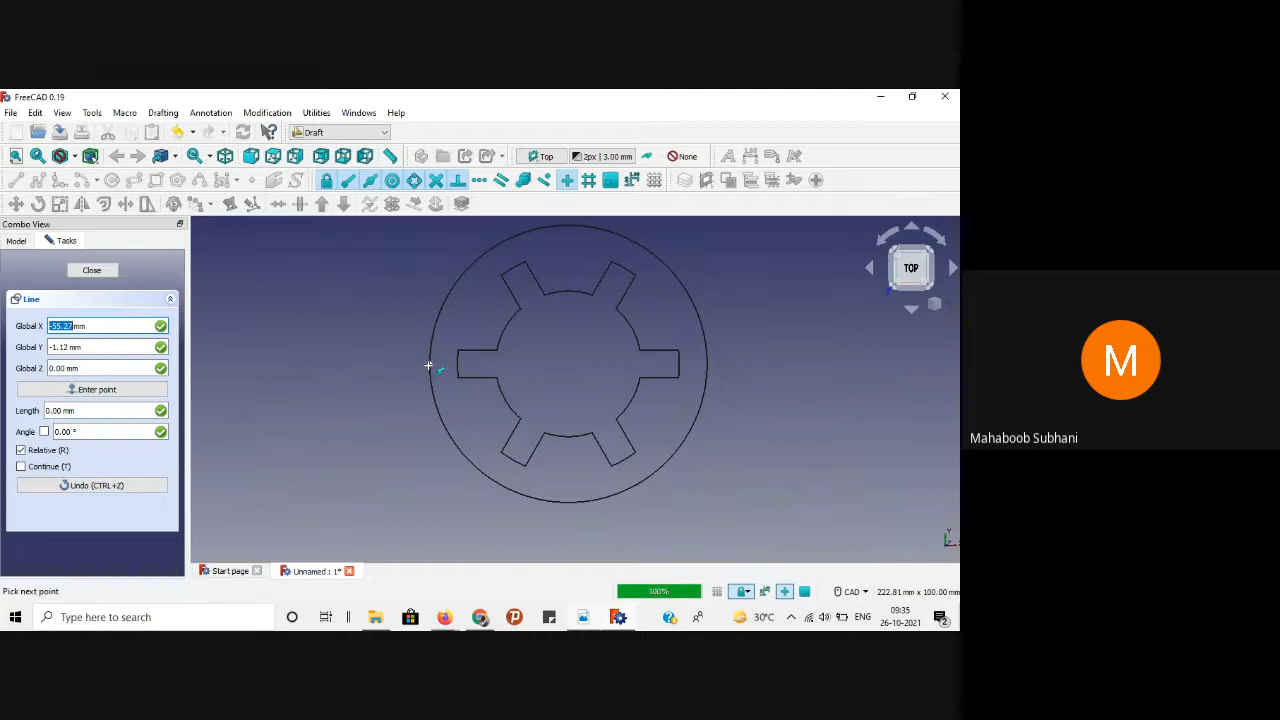 FreeCAD 0.19
File Edit View Tools Macro Drafting Annotation Modification Utilities Windows Help
Draft
Top 2px | 3.00 mm None
Combo View
Model Tasks
Close
Line
Global X -55.27 mm
Global Y -1.12 mm
Global Z 0.00 mm
Enter point
Length 0.00 mm
Angle 0.00 °
Relative (R)
Continue (T)
Undo (CTRL+Z)
TOP
Y
M
Mahaboob Subhani
Start page Unnamed : 1*
Pick next point 100% CAD 222.81 mm x 100.00 mm
Type here to search 30°C ENG 09:35
26-10-2021 2